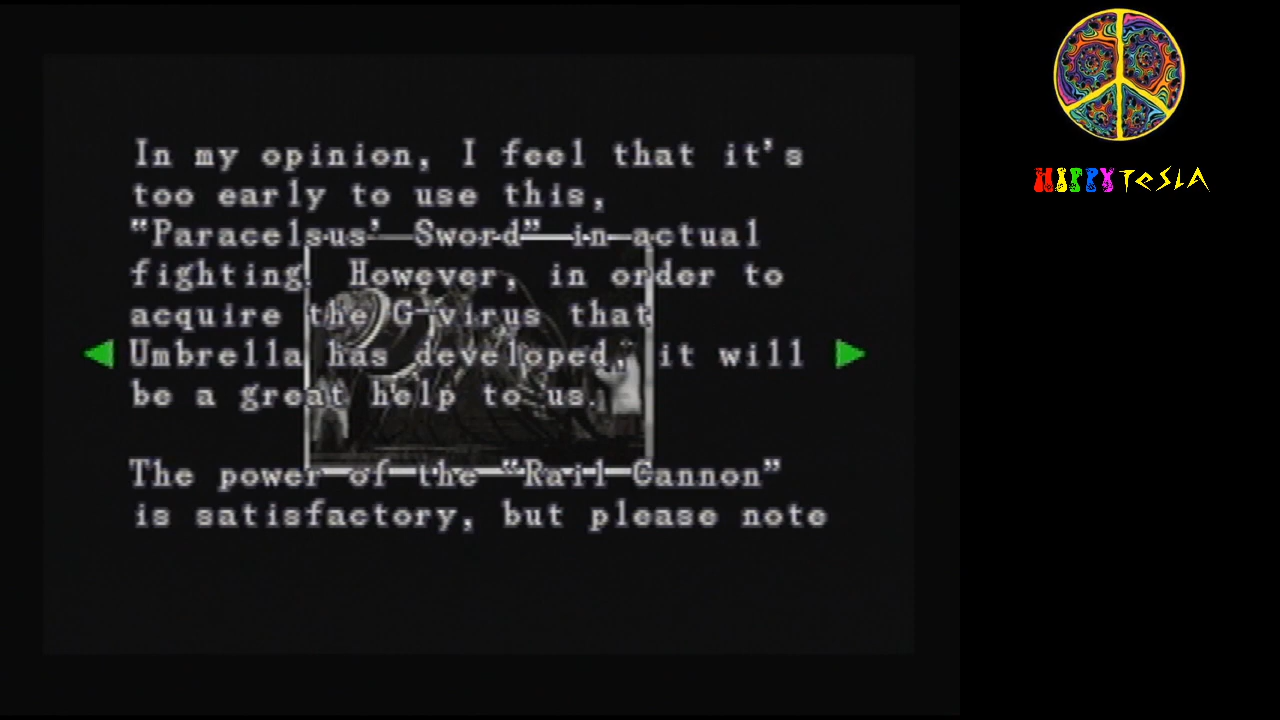 In my opinion, I feel that it's
too early to use this,
"Paracelsus' Sword" in actual
fighting! However, in order to
acquire the G-virus that
Umbrella has developed, it will
be a great help to us.
The power of the "Rail Cannon"
is satisfactory, but please note
HIPPYTESLA